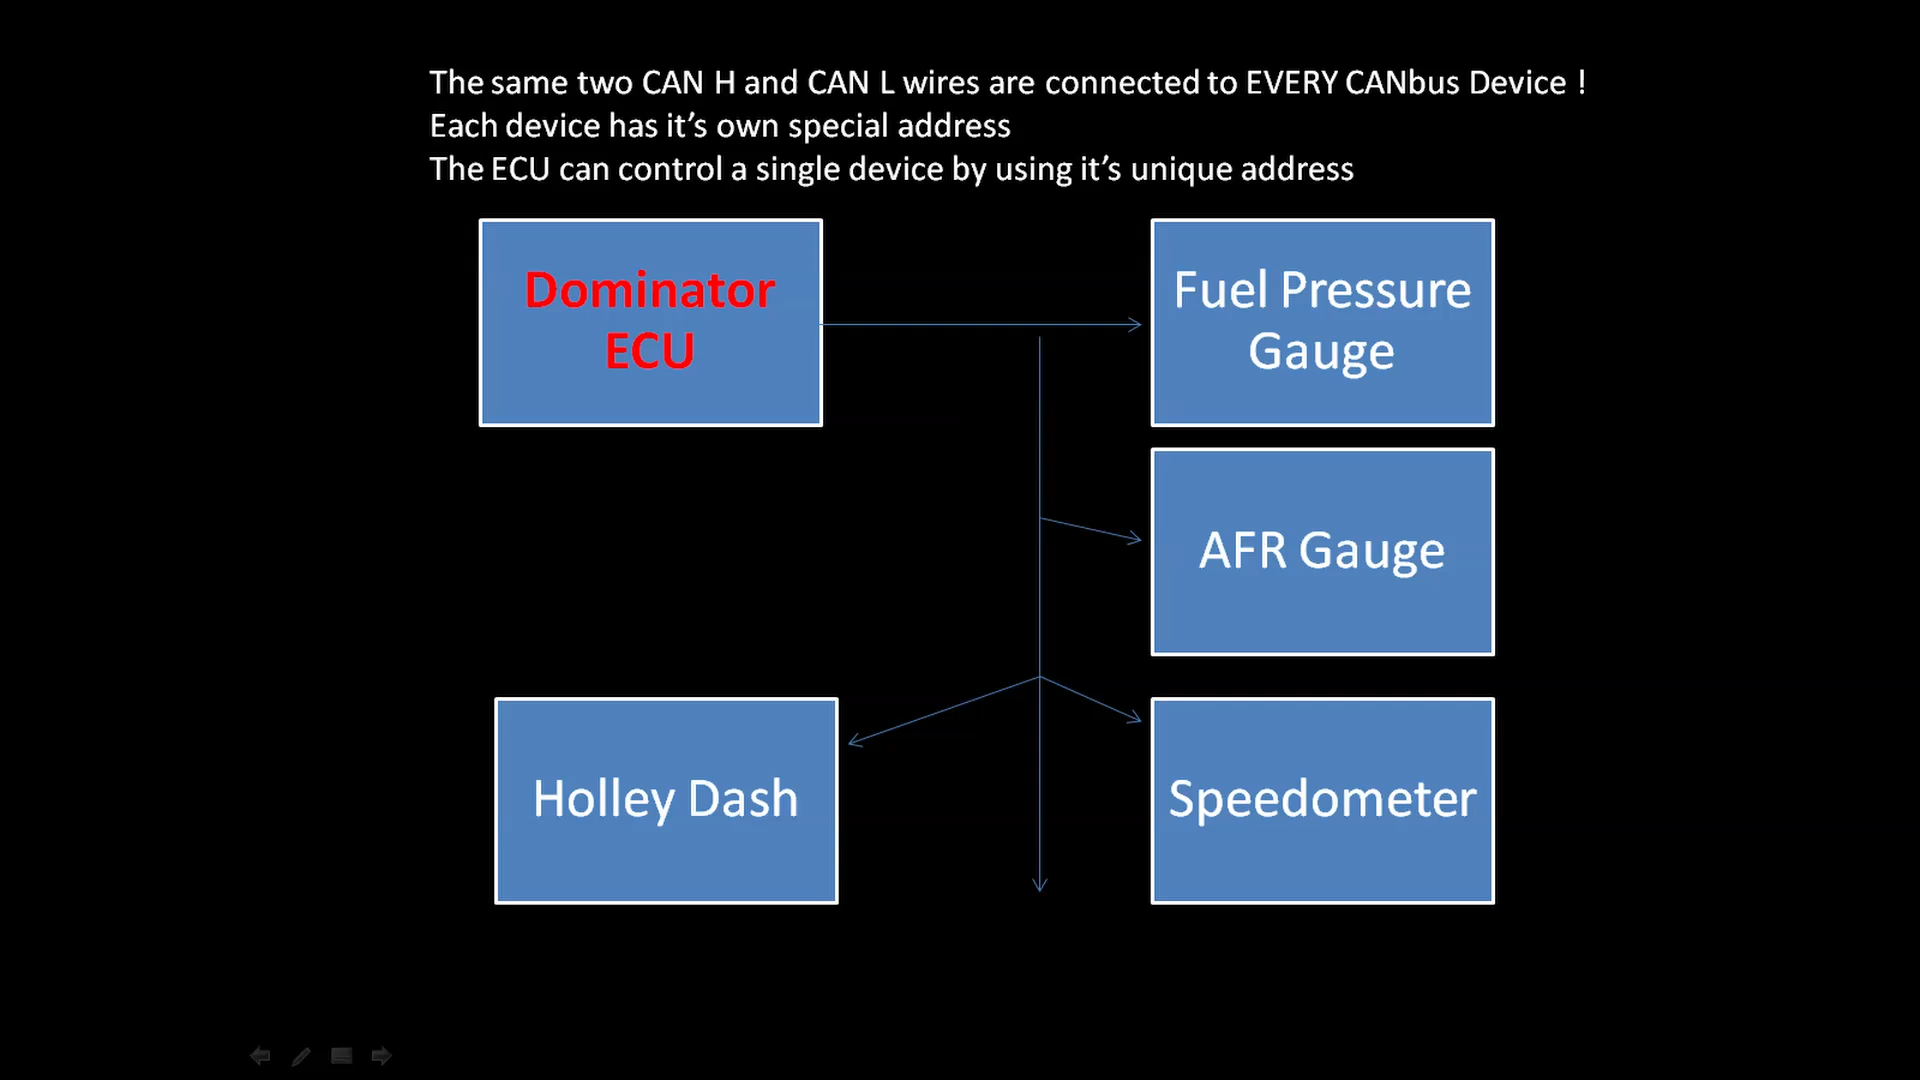 The same two CAN H and CAN L wires are connected to EVERY CANbus Device !
Each device has it’s own special address
The ECU can control a single device by using it’s unique address
Dominator
ECU
Fuel Pressure
Gauge
AFR Gauge
Holley Dash
Speedometer